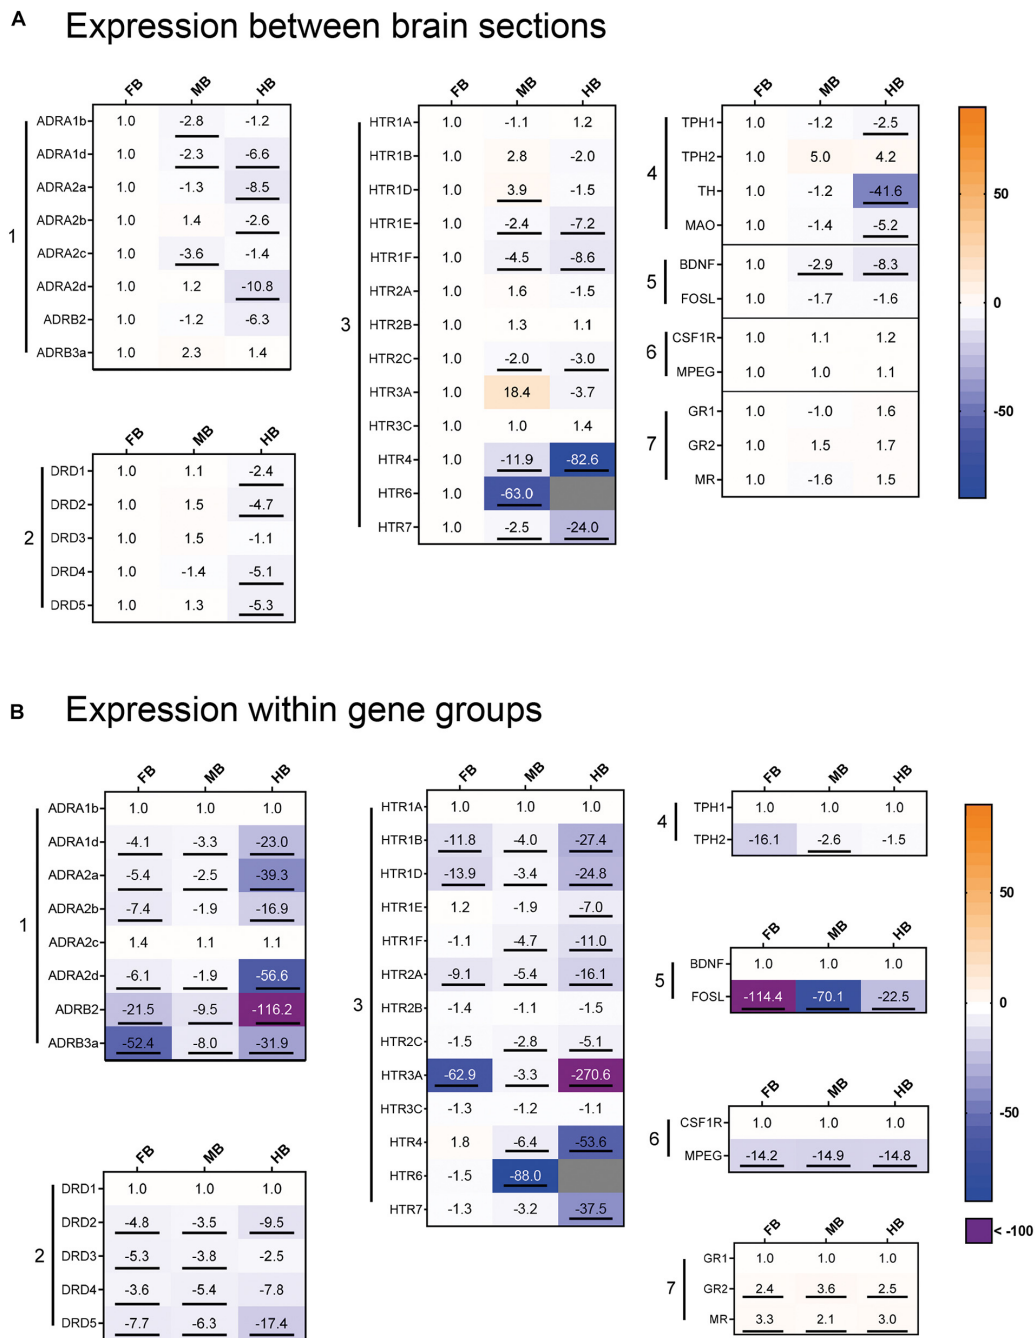 A Expression between brain sections
FB MB HB
ADRA1b 1.0 -2.8 -1.2
ADRA1d 1.0 -2.3 -6.6
ADRA2a 1.0 -1.3 -8.5
ADRA2b 1.0 1.4 -2.6
1
ADRA2c 1.0 -3.6 -1.4
ADRA2d 1.0 1.2 -10.8
ADRB2 1.0 -1.2 -6.3
ADRB3a 1.0 2.3 1.4
FB MB HB
DRD1 1.0 1.1 -2.4
DRD2 1.0 1.5 -4.7
2 DRD3 1.0 1.5 -1.1
DRD4 1.0 -1.4 -5.1
DRD5 1.0 1.3 -5.3
FB MB HB
HTR1A 1.0 -1.1 1.2
HTR1B 1.0 2.8 -2.0
HTR1D 1.0 3.9 -1.5
HTR1E 1.0 -2.4 -7.2
HTR1F 1.0 -4.5 -8.6
HTR2A 1.0 1.6 -1.5
3 HTR2B 1.0 1.3 1.1
HTR2C 1.0 -2.0 -3.0
HTR3A 1.0 18.4 -3.7
HTR3C 1.0 1.0 1.4
HTR4 1.0 -11.9 -82.6
HTR6 1.0 -63.0
HTR7 1.0 -2.5 -24.0
FB MB HB
TPH1 1.0 -1.2 -2.5
TPH2 1.0 5.0 4.2
4
TH 1.0 -1.2 -41.6
MAO 1.0 -1.4 -5.2
BDNF 1.0 -2.9 -8.3
5
FOSL 1.0 -1.7 -1.6
CSF1R 1.0 1.1 1.2
6
MPEG 1.0 1.0 1.1
GR1 1.0 -1.0 1.6
7 GR2 1.0 1.5 1.7
MR 1.0 -1.6 1.5
50
0
-50
B Expression within gene groups
FB MB HB
ADRA1b 1.0 1.0 1.0
ADRA1d -4.1 -3.3 -23.0
ADRA2a -5.4 -2.5 -39.3
ADRA2b -7.4 -1.9 -16.9
1
ADRA2c 1.4 1.1 1.1
ADRA2d -6.1 -1.9 -56.6
ADRB2 -21.5 -9.5 -116.2
ADRB3a -52.4 -8.0 -31.9
FB MB HB
DRD1 1.0 1.0 1.0
DRD2 -4.8 -3.5 -9.5
2 DRD3 -5.3 -3.8 -2.5
DRD4 -3.6 -5.4 -7.8
DRD5 -7.7 -6.3 -17.4
FB MB HB
HTR1A 1.0 1.0 1.0
HTR1B -11.8 -4.0 -27.4
HTR1D -13.9 -3.4 -24.8
HTR1E 1.2 -1.9 -7.0
HTR1F -1.1 -4.7 -11.0
HTR2A -9.1 -5.4 -16.1
3 HTR2B -1.4 -1.1 -1.5
HTR2C -1.5 -2.8 -5.1
HTR3A -62.9 -3.3 -270.6
HTR3C -1.3 -1.2 -1.1
HTR4 1.8 -6.4 -53.6
HTR6 -1.5 -88.0
HTR7 -1.3 -3.2 -37.5
FB MB HB
TPH1 1.0 1.0 1.0
4
TPH2 -16.1 -2.6 -1.5
FB MB HB
BDNF 1.0 1.0 1.0
5
FOSL -114.4 -70.1 -22.5
FB MB HB
CSF1R 1.0 1.0 1.0
6
MPEG -14.2 -14.9 -14.8
FB MB HB
GR1 1.0 1.0 1.0
7 GR2 2.4 3.6 2.5
MR 3.3 2.1 3.0
50
0
-50
< -100